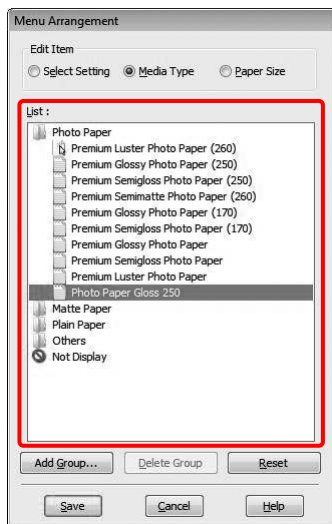 Menu Arrangement
Edit Item
Select Setting Media Type Paper Size
List :
Photo Paper
Premium Luster Photo Paper (260)
Premium Glossy Photo Paper (250)
Premium Semigloss Photo Paper (250)
Premium Semimatte Photo Paper (260)
Premium Glossy Photo Paper (170)
Premium Semigloss Photo Paper (170)
Premium Glossy Photo Paper
Premium Semigloss Photo Paper
Premium Luster Photo Paper
Photo Paper Gloss 250
Matte Paper
Plain Paper
Others
Not Display
Add Group... Delete Group Reset
Save Cancel Help